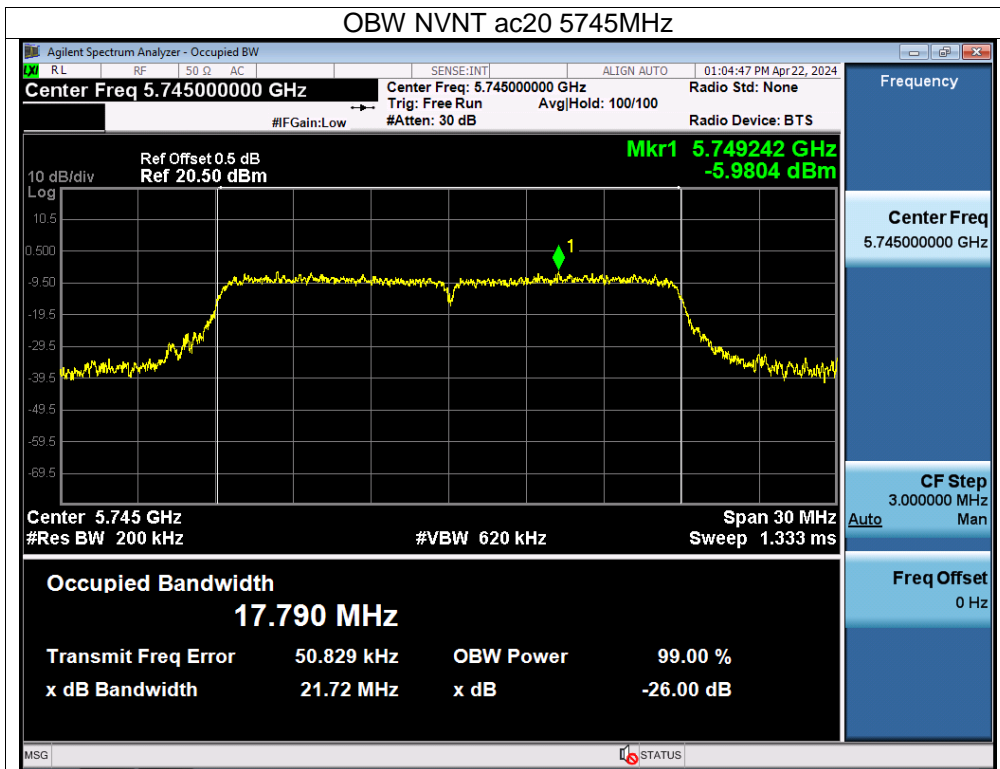 OBW NVNT ac20 5745MHz
Agilent Spectrum Analyzer - Occupied BW
LXI RL RF 50 Ω AC SENSE:INT ALIGN AUTO 01:04:47 PM Apr 22, 2024
Center Freq 5.745000000 GHz
Center Freq: 5.745000000 GHz
Radio Std: None
Trig: Free Run Avg|Hold: 100/100
#IFGain:Low #Atten: 30 dB Radio Device: BTS
Frequency
Mkr1 5.749242 GHz
-5.9804 dBm
Ref Offset 0.5 dB
10 dB/div Ref 20.50 dBm
Log
10.5
0.500
-9.50
-19.5
-29.5
-39.5
-49.5
-59.5
-69.5
1
Center 5.745 GHz Span 30 MHz
#Res BW 200 kHz #VBW 620 kHz Sweep 1.333 ms
Center Freq
5.745000000 GHz
CF Step
3.000000 MHz
Auto Man
Freq Offset
0 Hz
Occupied Bandwidth
17.790 MHz
Transmit Freq Error 50.829 kHz OBW Power 99.00 %
x dB Bandwidth 21.72 MHz x dB -26.00 dB
MSG STATUS